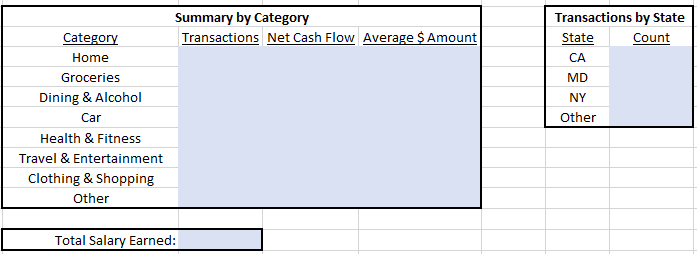 Summary by Category
Category Transactions Net Cash Flow Average $ Amount
Home
Groceries
Dining & Alcohol
Car
Health & Fitness
Travel & Entertainment
Clothing & Shopping
Other
Total Salary Earned:
Transactions by State
State Count
CA
MD
NY
Other